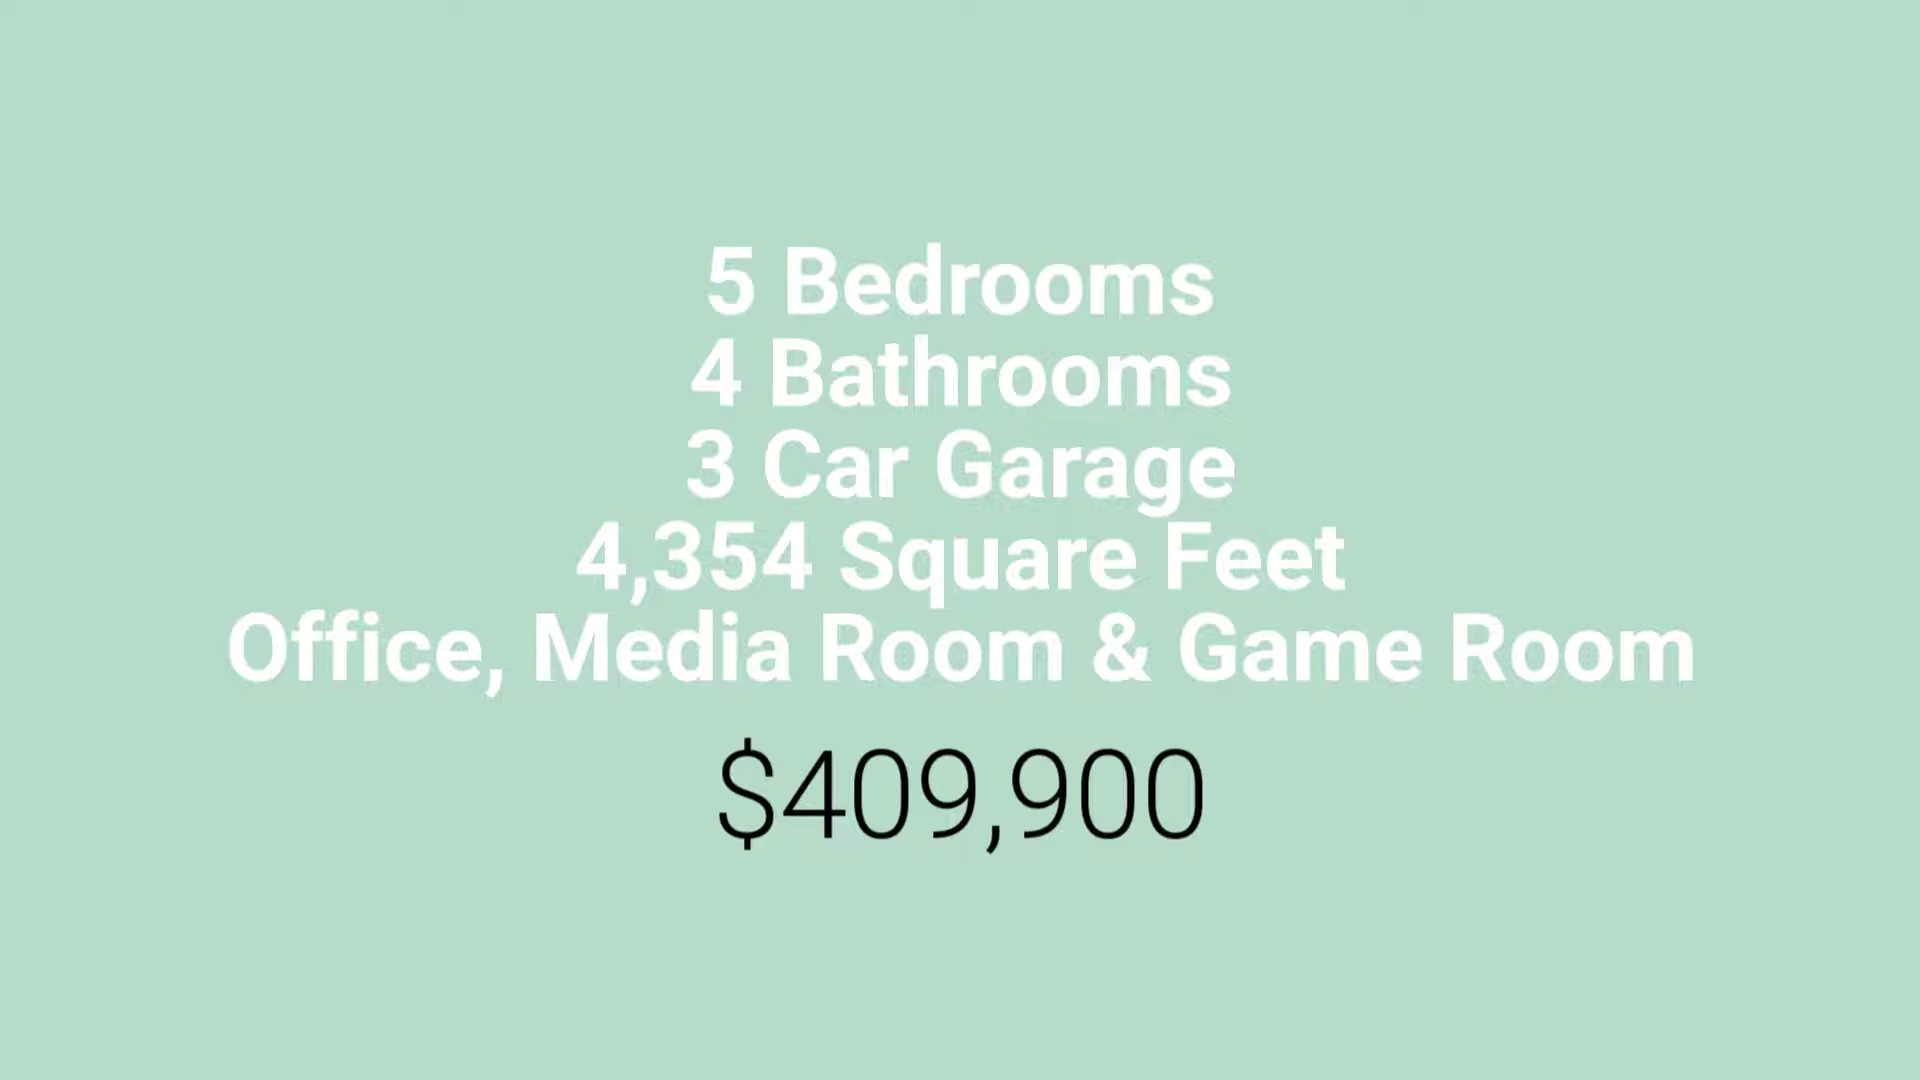 5 Bedrooms
4 Bathrooms
3 Car Garage
4,354 Square Feet
Office, Media Room & Game Room
$409,900